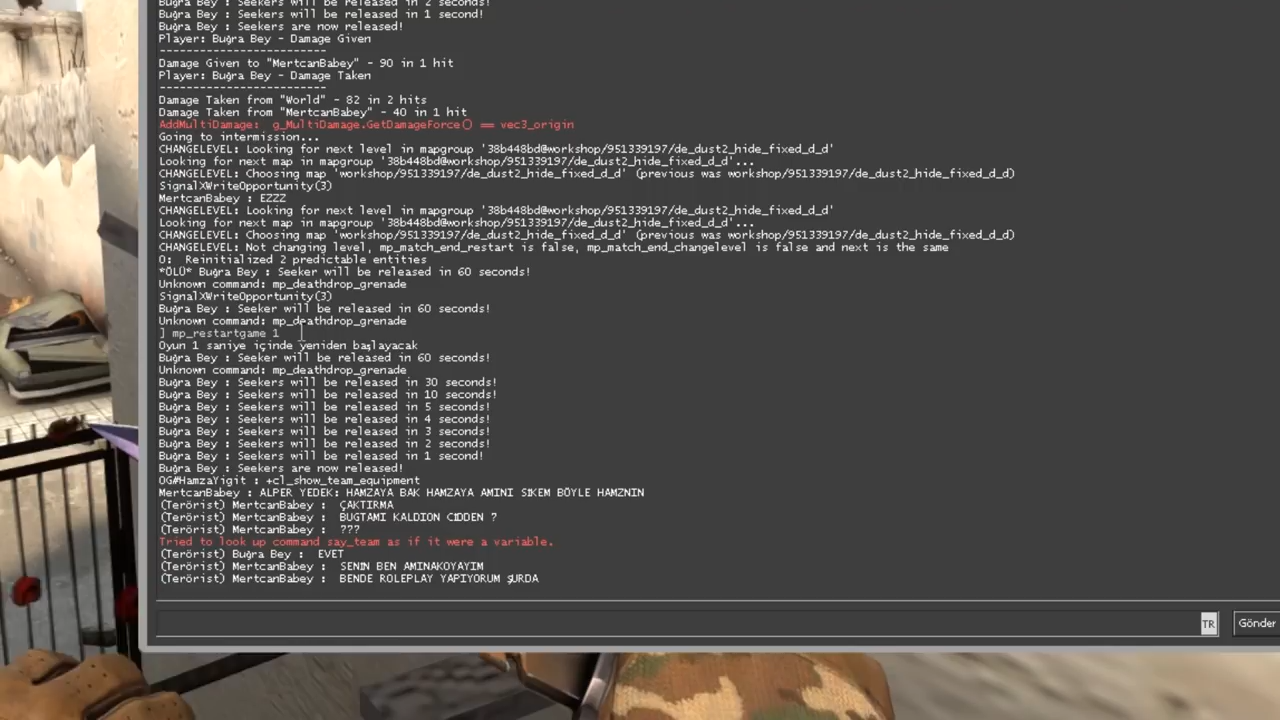 Buğra Bey : Seekers will be released in 2 seconds!
Buğra Bey : Seekers will be released in 1 second!
Buğra Bey : Seekers are now released!
Player: Buğra Bey - Damage Given
-------------------------
Damage Given to "MertcanBabey" - 90 in 1 hit
Player: Buğra Bey - Damage Taken
-------------------------
Damage Taken from "World" - 82 in 2 hits
Damage Taken from "MertcanBabey" - 40 in 1 hit
AddMultiDamage:  g_MultiDamage.GetDamageForce() == vec3_origin
Going to intermission...
CHANGELEVEL: Looking for next level in mapgroup '38b448bd@workshop/951339197/de_dust2_hide_fixed_d_d'
Looking for next map in mapgroup '38b448bd@workshop/951339197/de_dust2_hide_fixed_d_d'...
CHANGELEVEL: Choosing map 'workshop/951339197/de_dust2_hide_fixed_d_d' (previous was workshop/951339197/de_dust2_hide_fixed_d_d)
SignalXWriteOpportunity(3)
MertcanBabey : EZZZ
CHANGELEVEL: Looking for next level in mapgroup '38b448bd@workshop/951339197/de_dust2_hide_fixed_d_d'
Looking for next map in mapgroup '38b448bd@workshop/951339197/de_dust2_hide_fixed_d_d'...
CHANGELEVEL: Choosing map 'workshop/951339197/de_dust2_hide_fixed_d_d' (previous was workshop/951339197/de_dust2_hide_fixed_d_d)
CHANGELEVEL: Not changing level, mp_match_end_restart is false, mp_match_end_changelevel is false and next is the same
0:  Reinitialized 2 predictable entities
*ÖLÜ* Buğra Bey : Seeker will be released in 60 seconds!
Unknown command: mp_deathdrop_grenade
SignalXWriteOpportunity(3)
Buğra Bey : Seeker will be released in 60 seconds!
Unknown command: mp_deathdrop_grenade
] mp_restartgame 1
Oyun 1 saniye içinde yeniden başlayacak
Buğra Bey : Seeker will be released in 60 seconds!
Unknown command: mp_deathdrop_grenade
Buğra Bey : Seekers will be released in 30 seconds!
Buğra Bey : Seekers will be released in 10 seconds!
Buğra Bey : Seekers will be released in 5 seconds!
Buğra Bey : Seekers will be released in 4 seconds!
Buğra Bey : Seekers will be released in 3 seconds!
Buğra Bey : Seekers will be released in 2 seconds!
Buğra Bey : Seekers will be released in 1 second!
Buğra Bey : Seekers are now released!
OG#HamzaYigit : +cl_show_team_equipment
MertcanBabey : ALPER YEDEK: HAMZAYA BAK HAMZAYA AMINI SİKEM BÖYLE HAMZNIN
(Terörist) MertcanBabey :  ÇAKTIRMA
(Terörist) MertcanBabey :  BUGTAMI KALDION CİDDEN ?
(Terörist) MertcanBabey :  ???
Tried to look up command say_team as if it were a variable.
(Terörist) Buğra Bey :  EVET
(Terörist) MertcanBabey :  SENIN BEN AMINAKOYAYIM
(Terörist) MertcanBabey :  BENDE ROLEPLAY YAPIYORUM ŞURDA
TR
Gönder